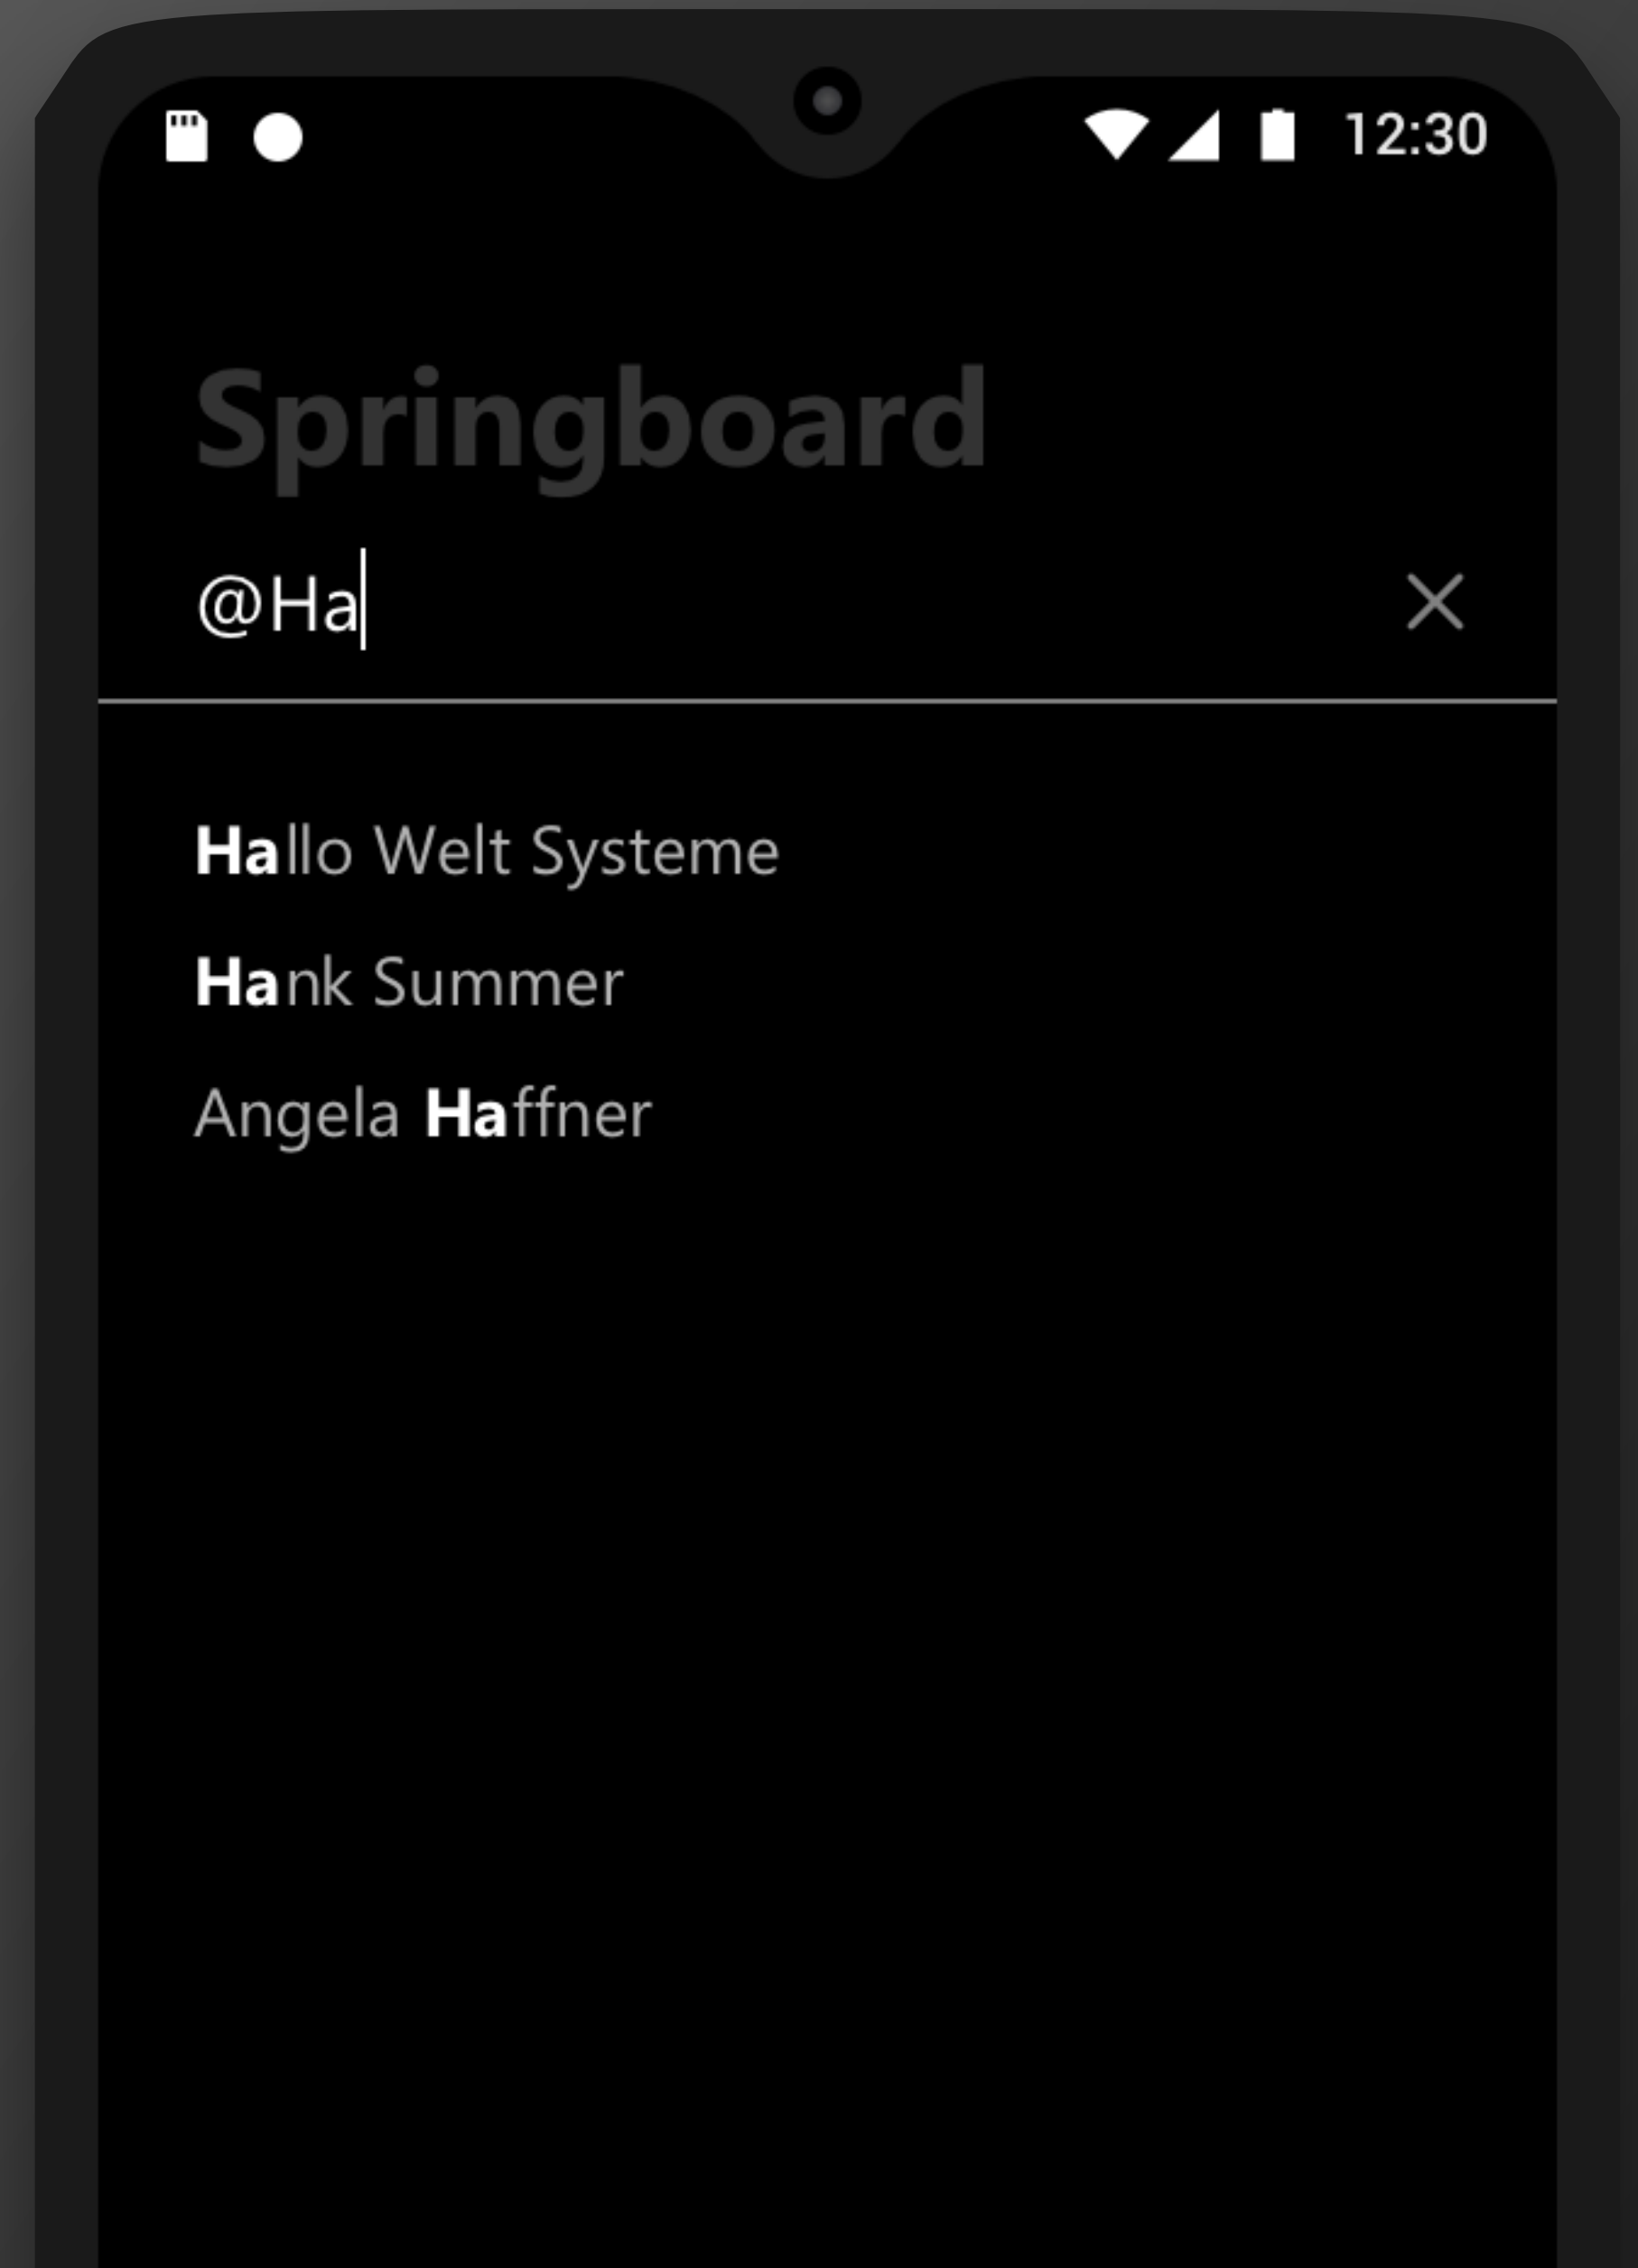 12:30
Springboard
@Ha
Hallo Welt Systeme
Hank Summer
Angela Haffner